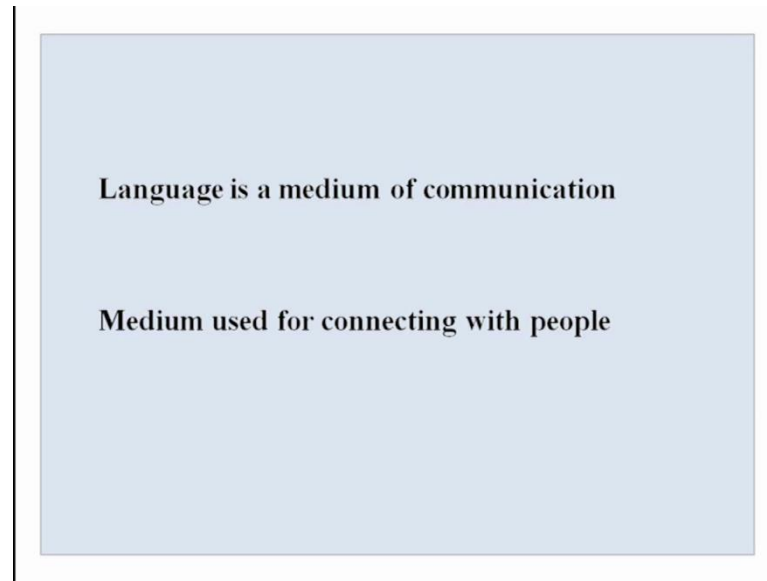 Language is a medium of communication
Medium used for connecting with people